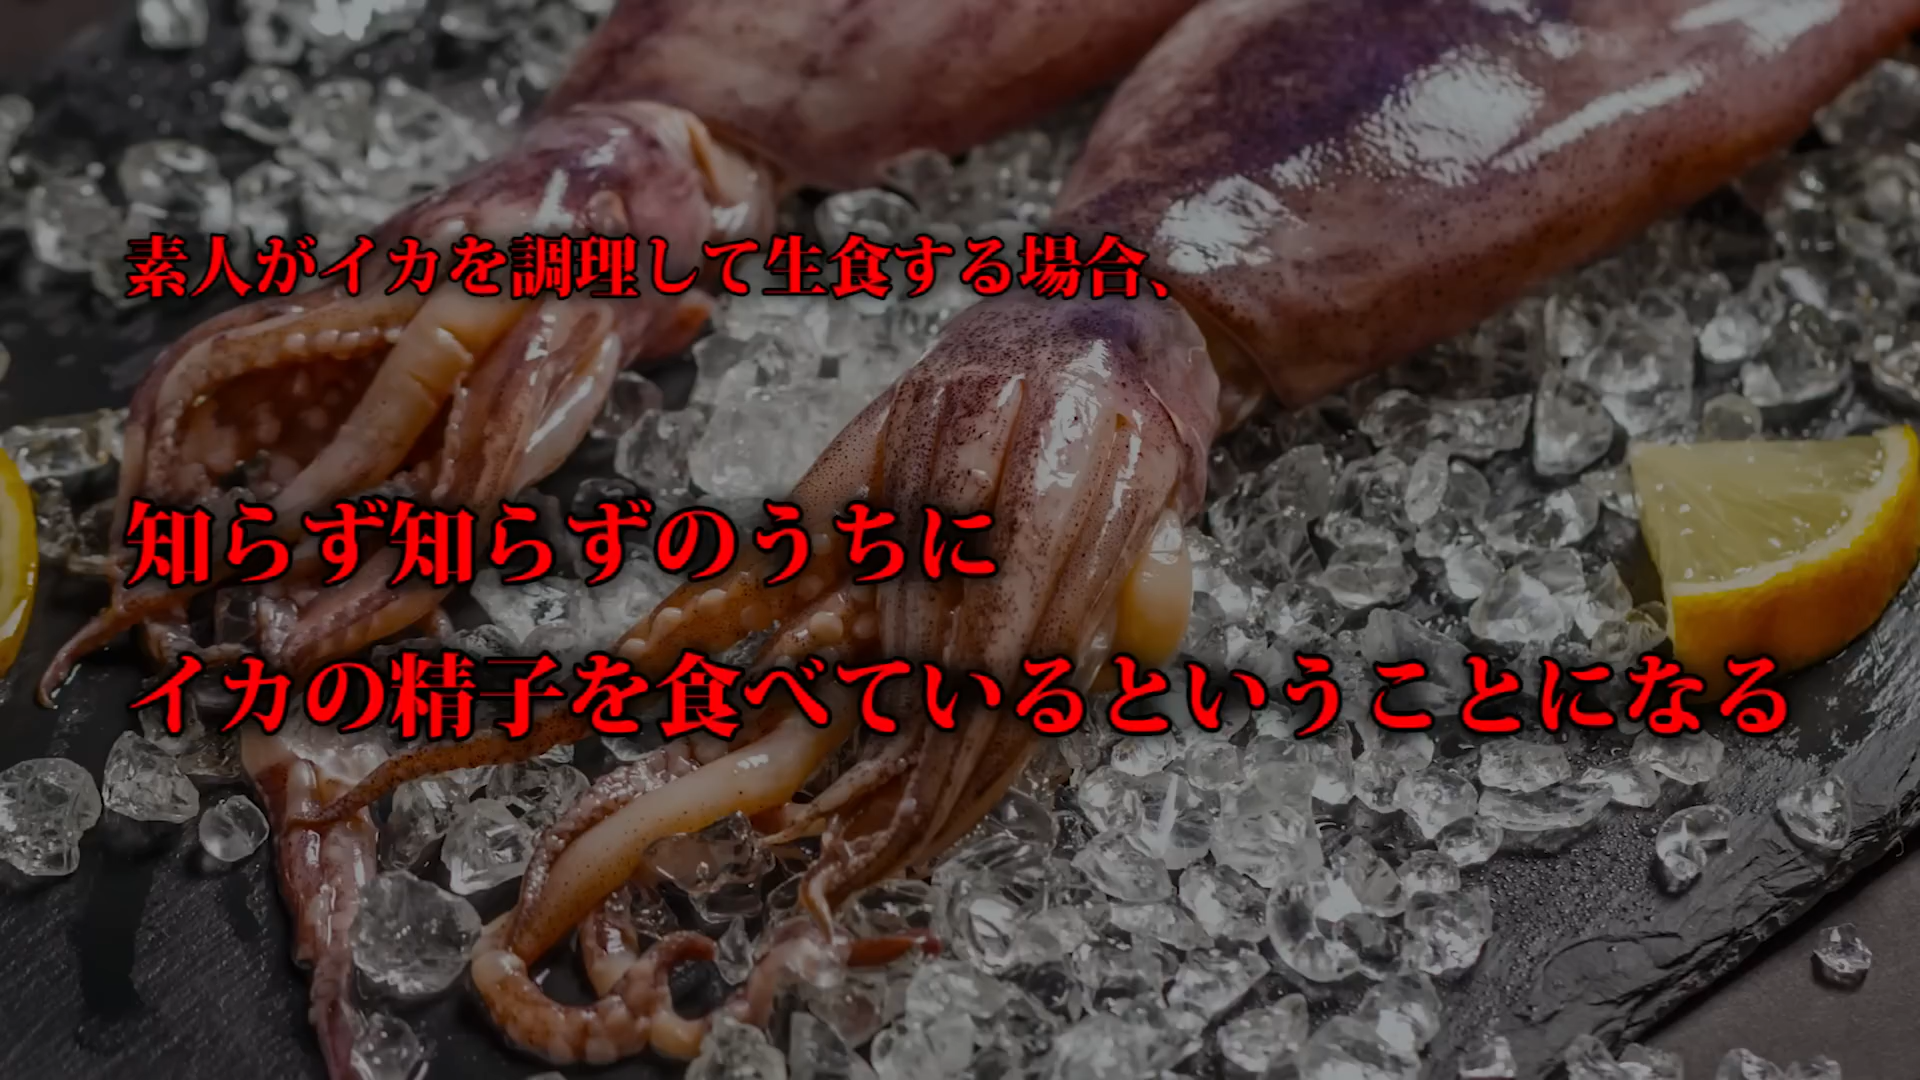 素人がイカを調理して生食する場合、
知らず知らずのうちに
イカの精子を食べているということになる